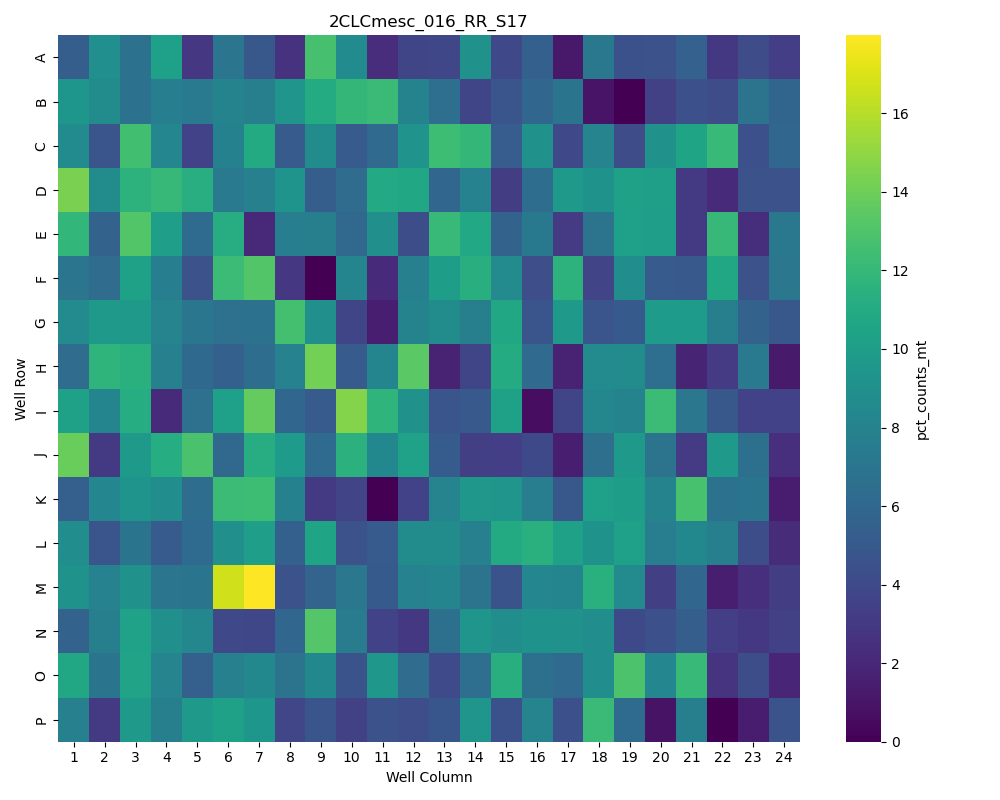 2CLCmesc_016_RR_S17
A
B
C
D
E
F
G
H
I
J
K
L
M
N
O
P
Well Row
1 2 3 4 5 6 7 8 9 10 11 12 13 14 15 16 17 18 19 20 21 22 23 24
Well Column
16
14
12
10
8
6
4
2
0
pct_counts_mt